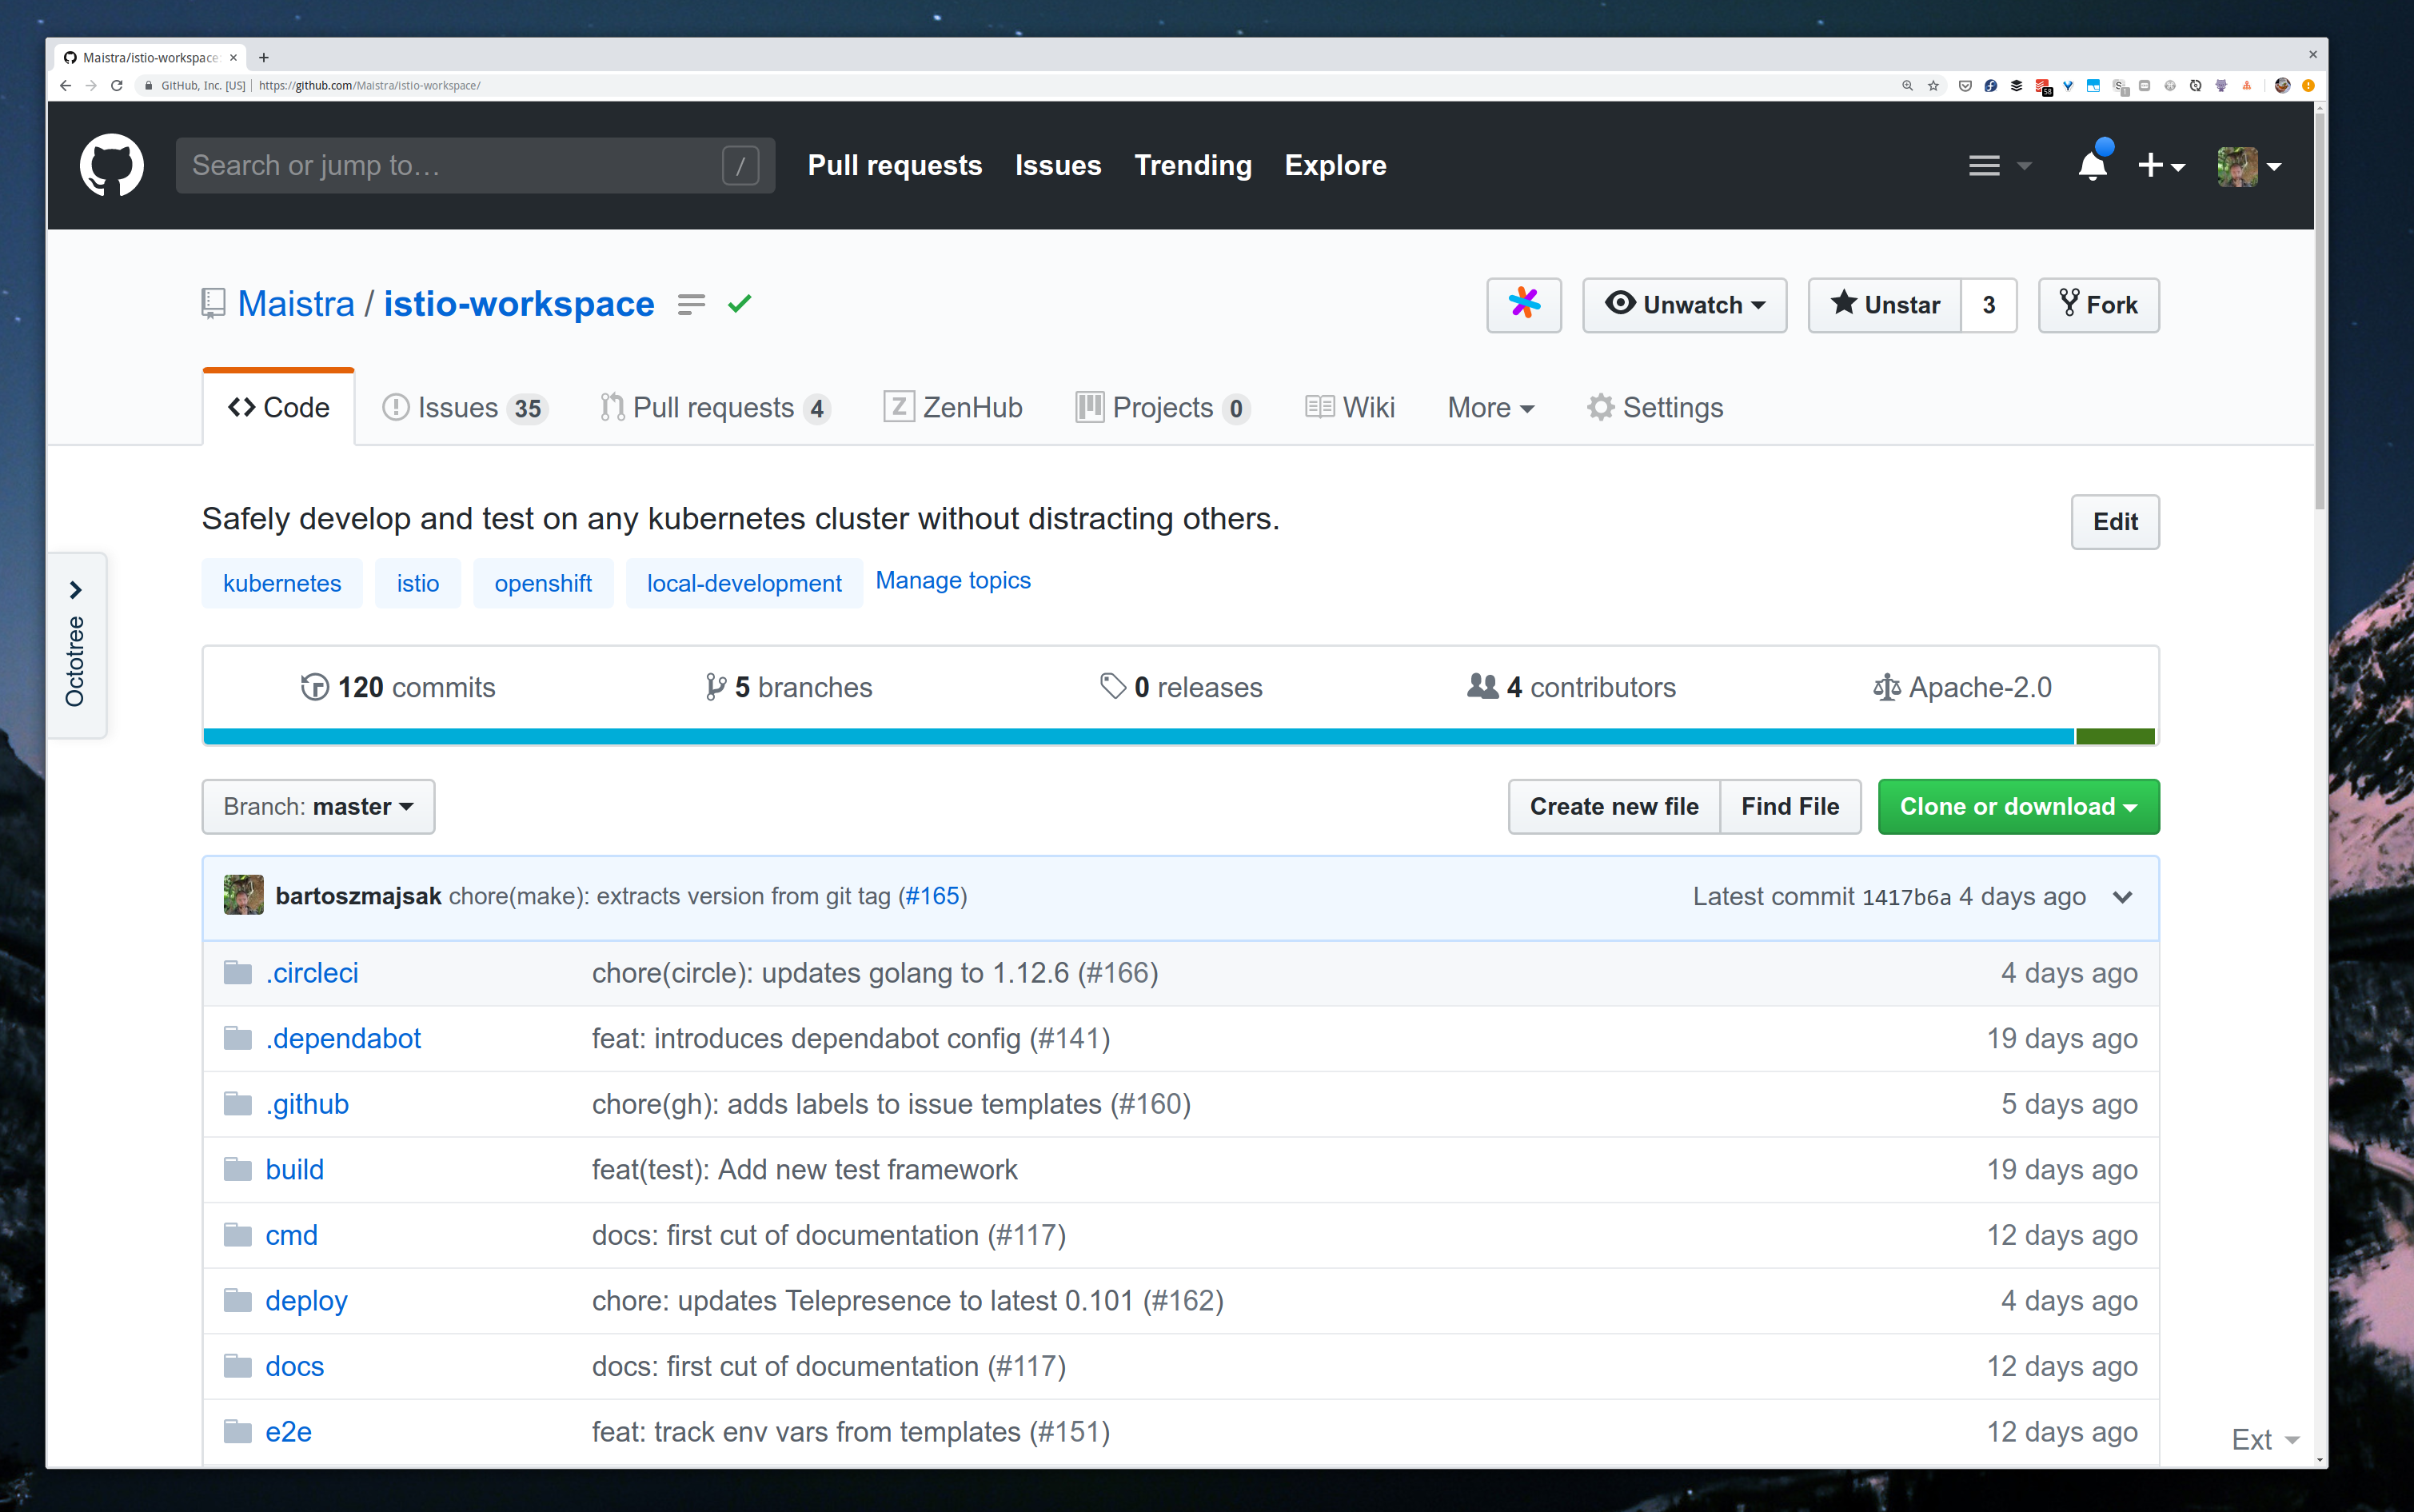 Maistra/istio-workspace:
GitHub, Inc. [US] | https://github.com/Maistra/istio-workspace/
58
Search or jump to… /
Pull requests Issues Trending Explore
Maistra / istio-workspace
Unwatch Unstar 3 Fork
Code Issues 35 Pull requests 4 ZenHub Projects 0 Wiki More Settings
Safely develop and test on any kubernetes cluster without distracting others.
Edit
kubernetes istio openshift local-development Manage topics
Octotree
120 commits 5 branches 0 releases 4 contributors Apache-2.0
Branch: master Create new file Find File Clone or download
bartoszmajsak chore(make): extracts version from git tag (#165) Latest commit 1417b6a 4 days ago
.circleci chore(circle): updates golang to 1.12.6 (#166) 4 days ago
.dependabot feat: introduces dependabot config (#141) 19 days ago
.github chore(gh): adds labels to issue templates (#160) 5 days ago
build feat(test): Add new test framework 19 days ago
cmd docs: first cut of documentation (#117) 12 days ago
deploy chore: updates Telepresence to latest 0.101 (#162) 4 days ago
docs docs: first cut of documentation (#117) 12 days ago
e2e feat: track env vars from templates (#151) 12 days ago
Ext